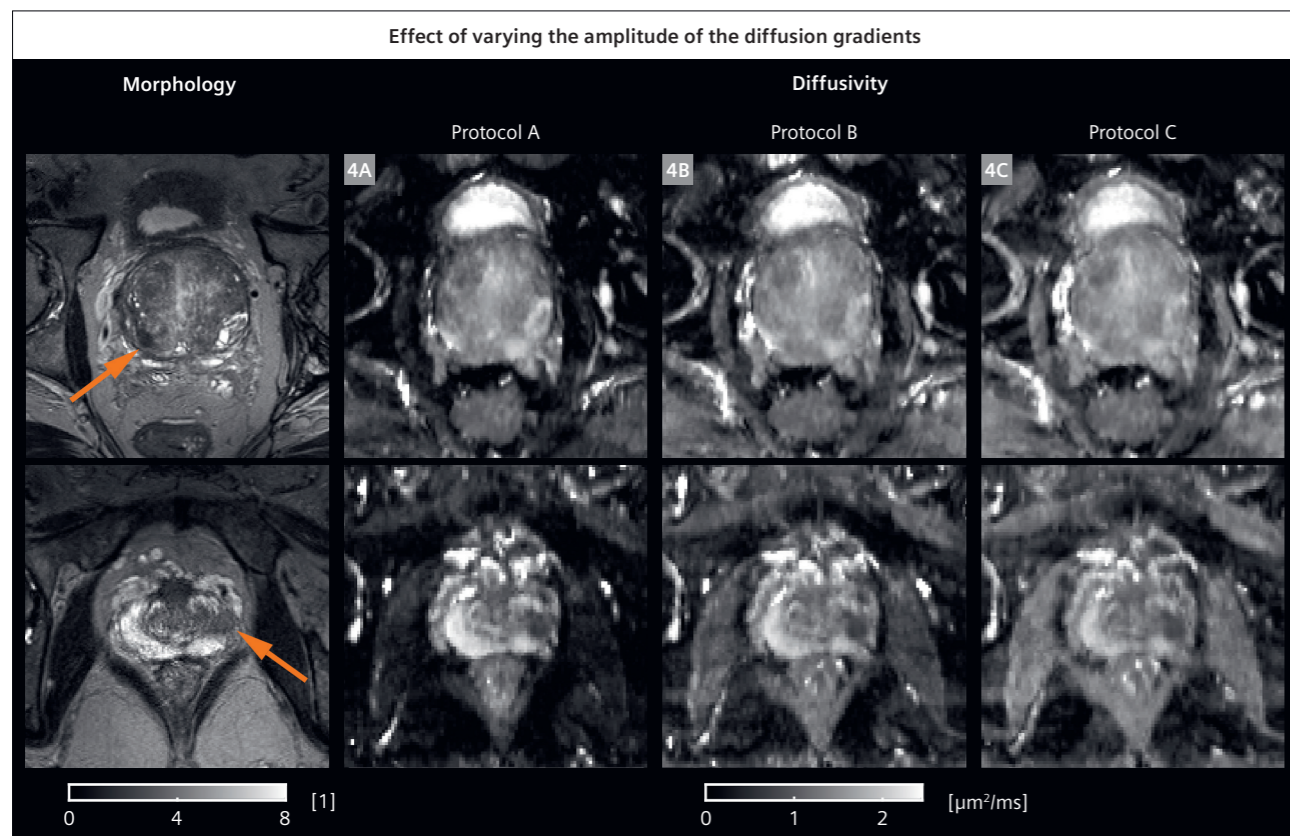 Effect of varying the amplitude of the diffusion gradients
Morphology
Diffusivity
Protocol A
Protocol B
Protocol C
4A
4B
4C
0 4 8 [1]
0 1 2 [µm²/ms]